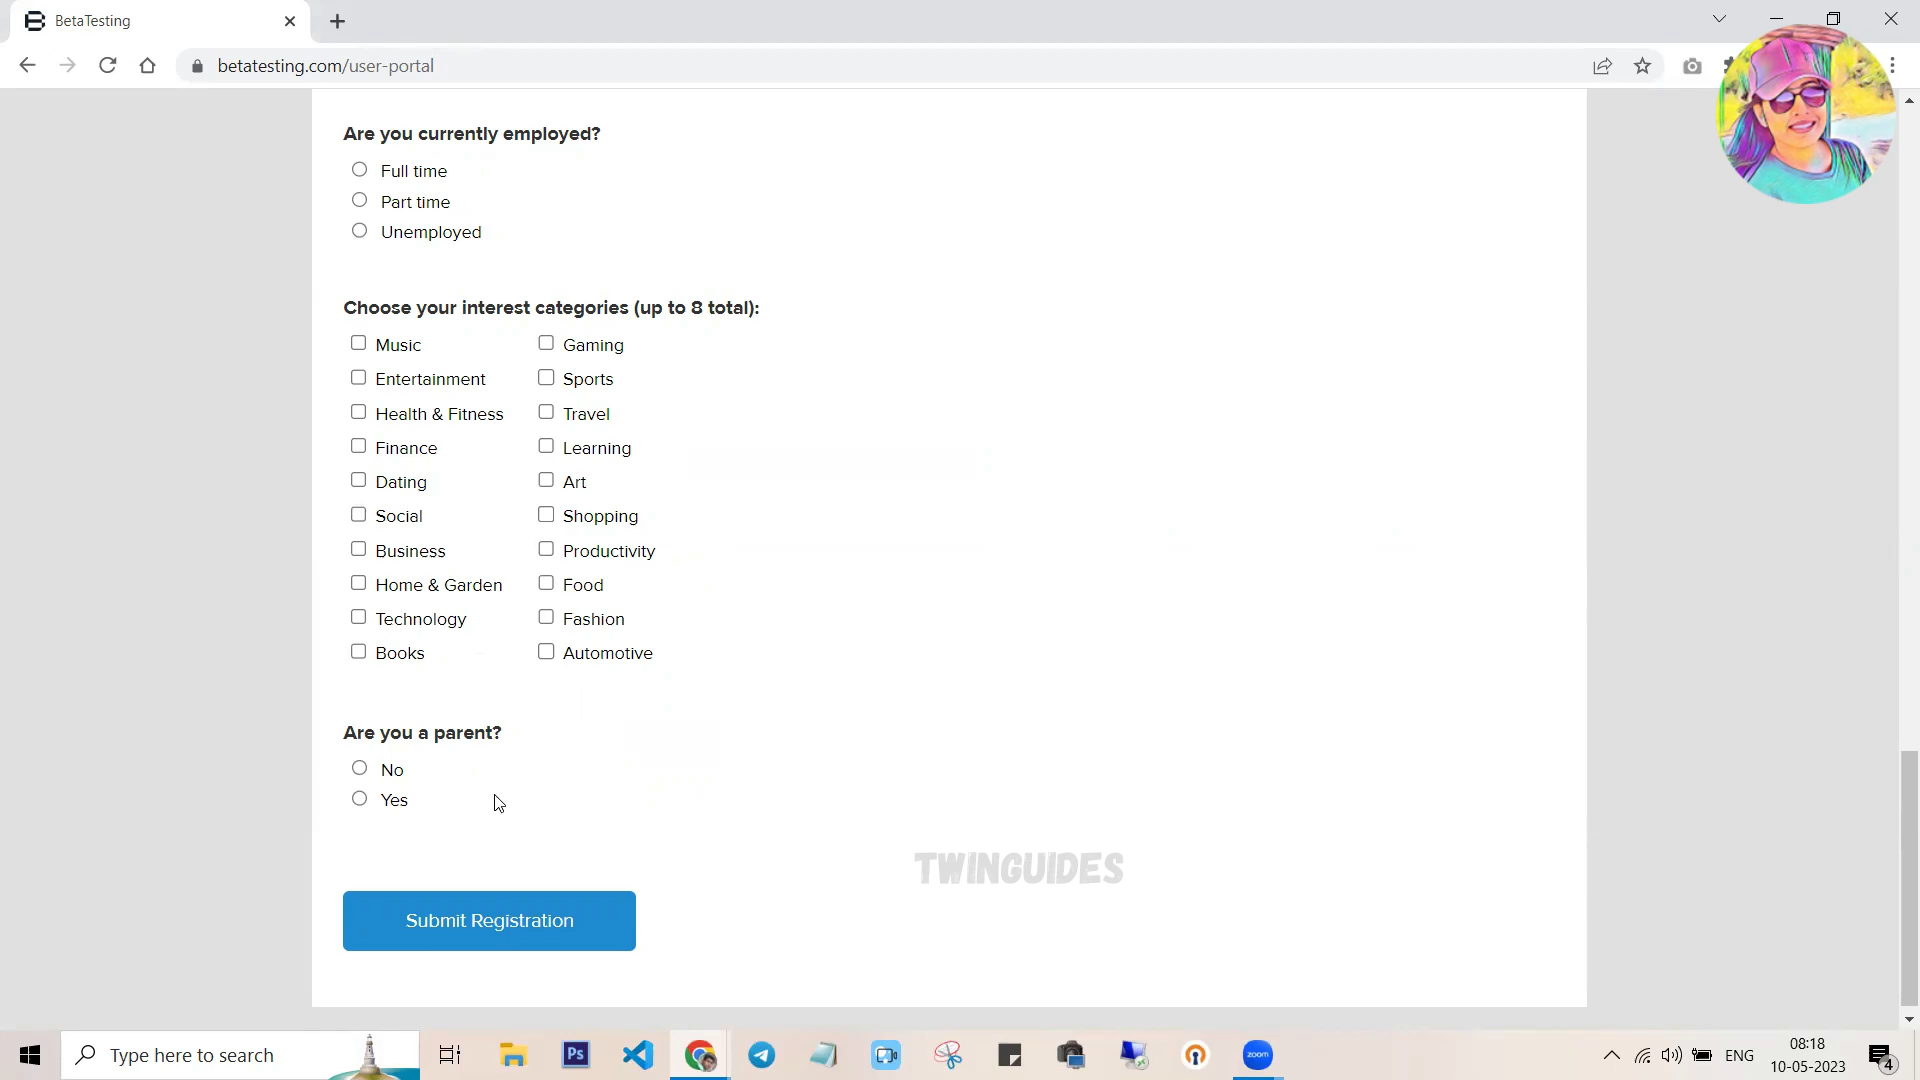 BetaTesting
betatesting.com/user-portal
Are you currently employed?
Full time
Part time
Unemployed
Choose your interest categories (up to 8 total):
Music
Gaming
Entertainment
Sports
Health & Fitness
Travel
Finance
Learning
Dating
Art
Social
Shopping
Business
Productivity
Home & Garden
Food
Technology
Fashion
Books
Automotive
Are you a parent?
No
Yes
TWINGUIDES
Submit Registration
Type here to search
Ps
zoom
ENG
08:18
10-05-2023
4